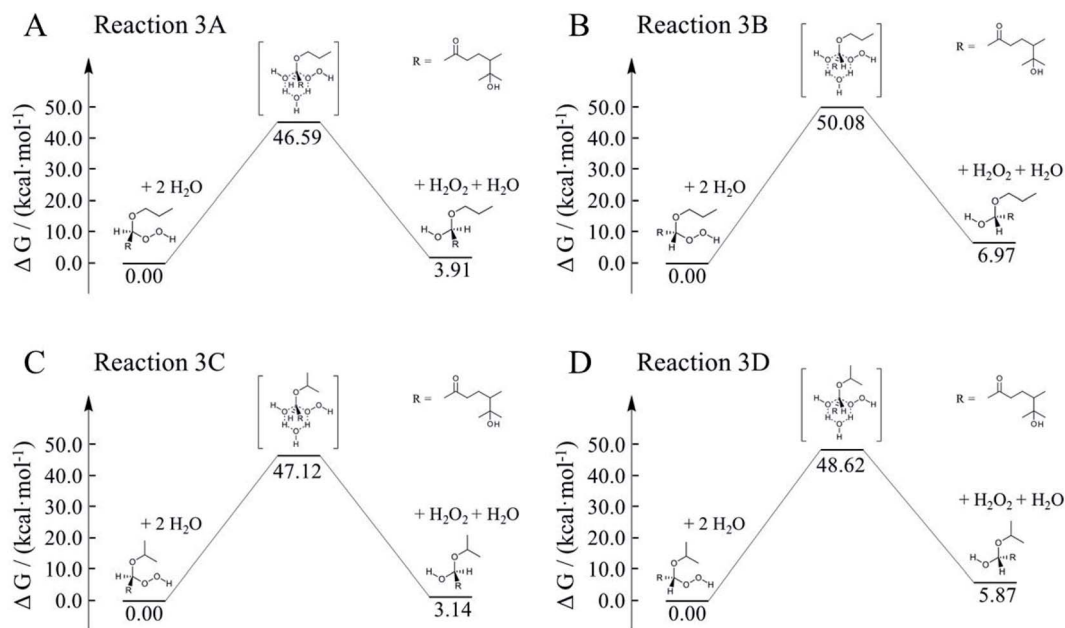 A Reaction 3A
O
R =
OH
Δ G / (kcal·mol⁻¹)
50.0
40.0
30.0
20.0
10.0
0.0
46.59
+ 2 H₂O
+ H₂O₂ + H₂O
0.00
3.91
B Reaction 3B
O
R =
OH
Δ G / (kcal·mol⁻¹)
50.0
40.0
30.0
20.0
10.0
0.0
50.08
+ 2 H₂O
+ H₂O₂ + H₂O
0.00
6.97
C Reaction 3C
O
R =
OH
Δ G / (kcal·mol⁻¹)
50.0
40.0
30.0
20.0
10.0
0.0
47.12
+ 2 H₂O
+ H₂O₂ + H₂O
0.00
3.14
D Reaction 3D
O
R =
OH
Δ G / (kcal·mol⁻¹)
50.0
40.0
30.0
20.0
10.0
0.0
48.62
+ 2 H₂O
+ H₂O₂ + H₂O
0.00
5.87